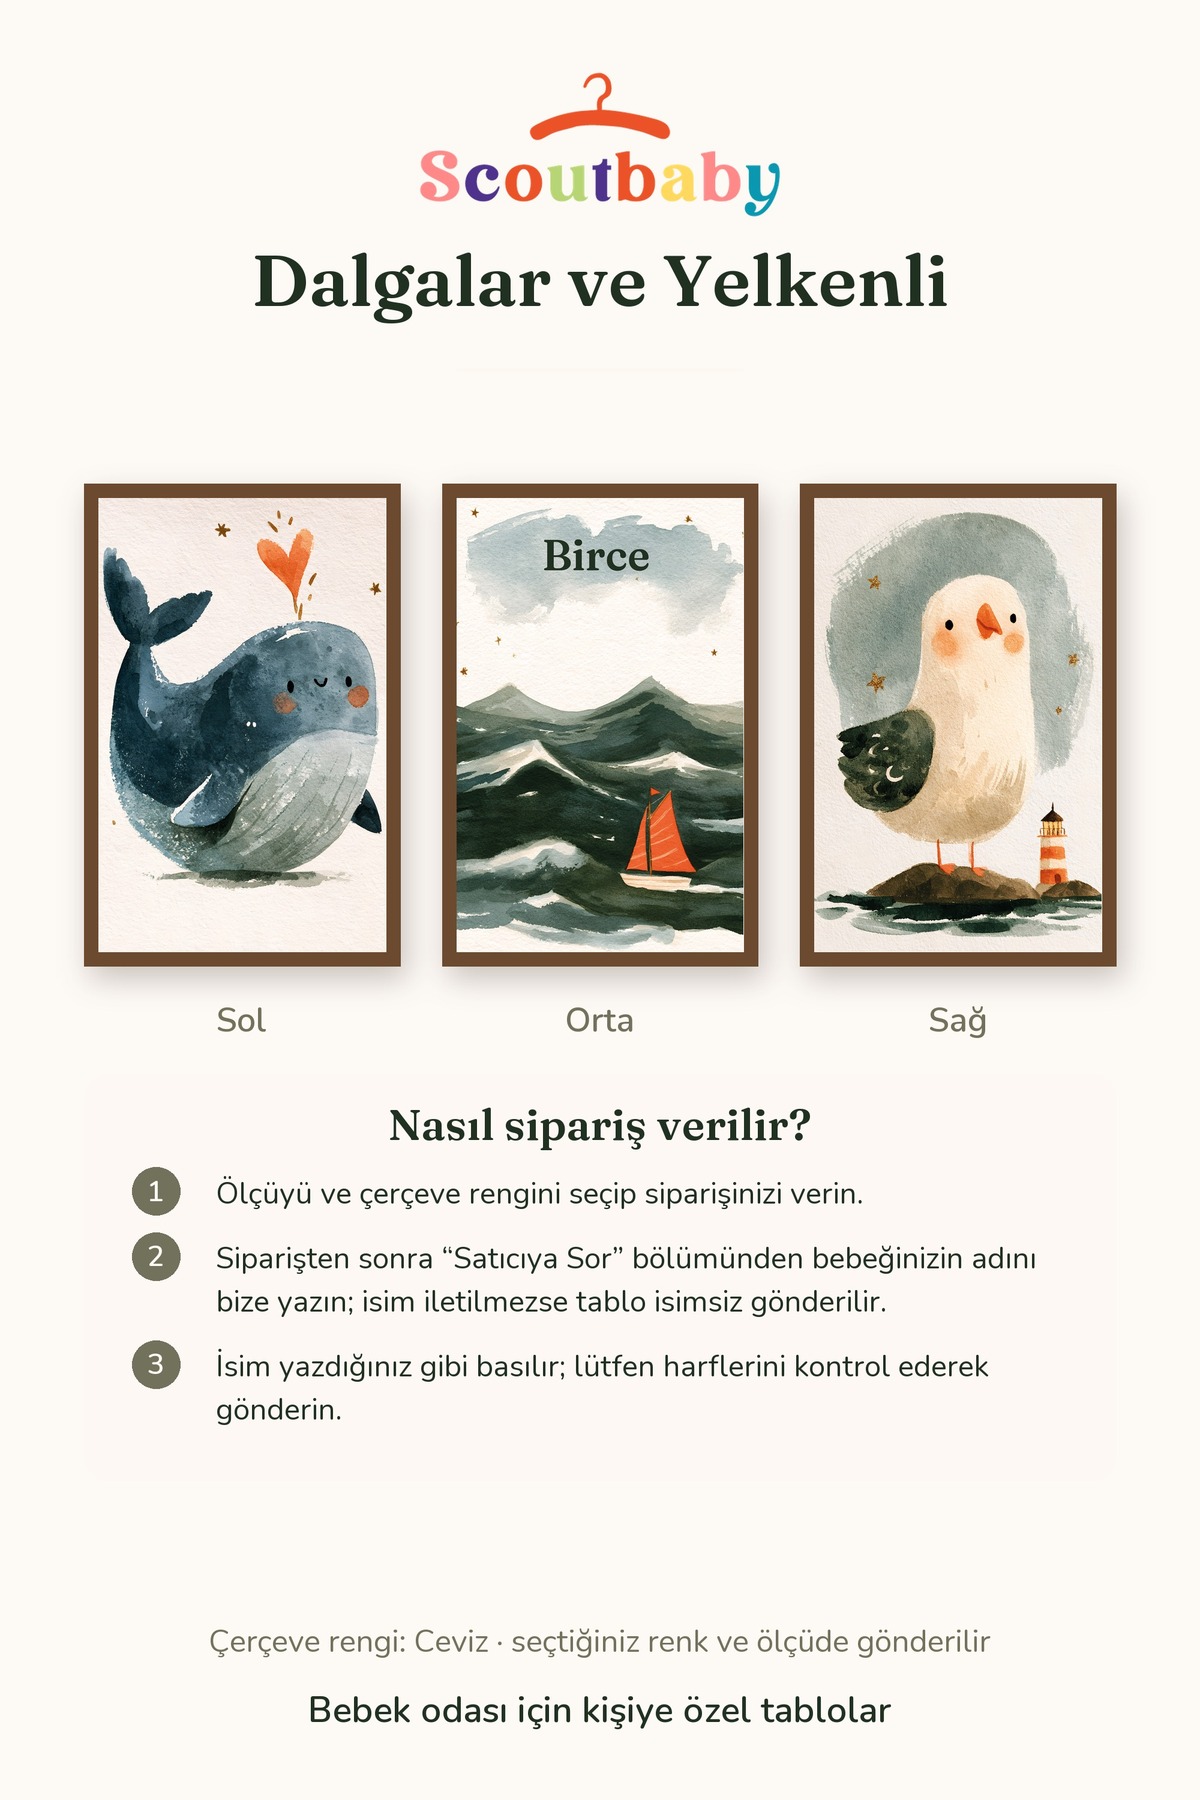 Scoutbaby
Dalgalar ve Yelkenli
Birce
Sol
Orta
Sağ
Nasıl sipariş verilir?
1 Ölçüyü ve çerçeve rengini seçip siparişinizi verin.
2 Siparişten sonra “Satıcıya Sor” bölümünden bebeğinizin adını
bize yazın; isim iletilmezse tablo isimsiz gönderilir.
3 İsim yazdığınız gibi basılır; lütfen harflerini kontrol ederek
gönderin.
Çerçeve rengi: Ceviz · seçtiğiniz renk ve ölçüde gönderilir
Bebek odası için kişiye özel tablolar